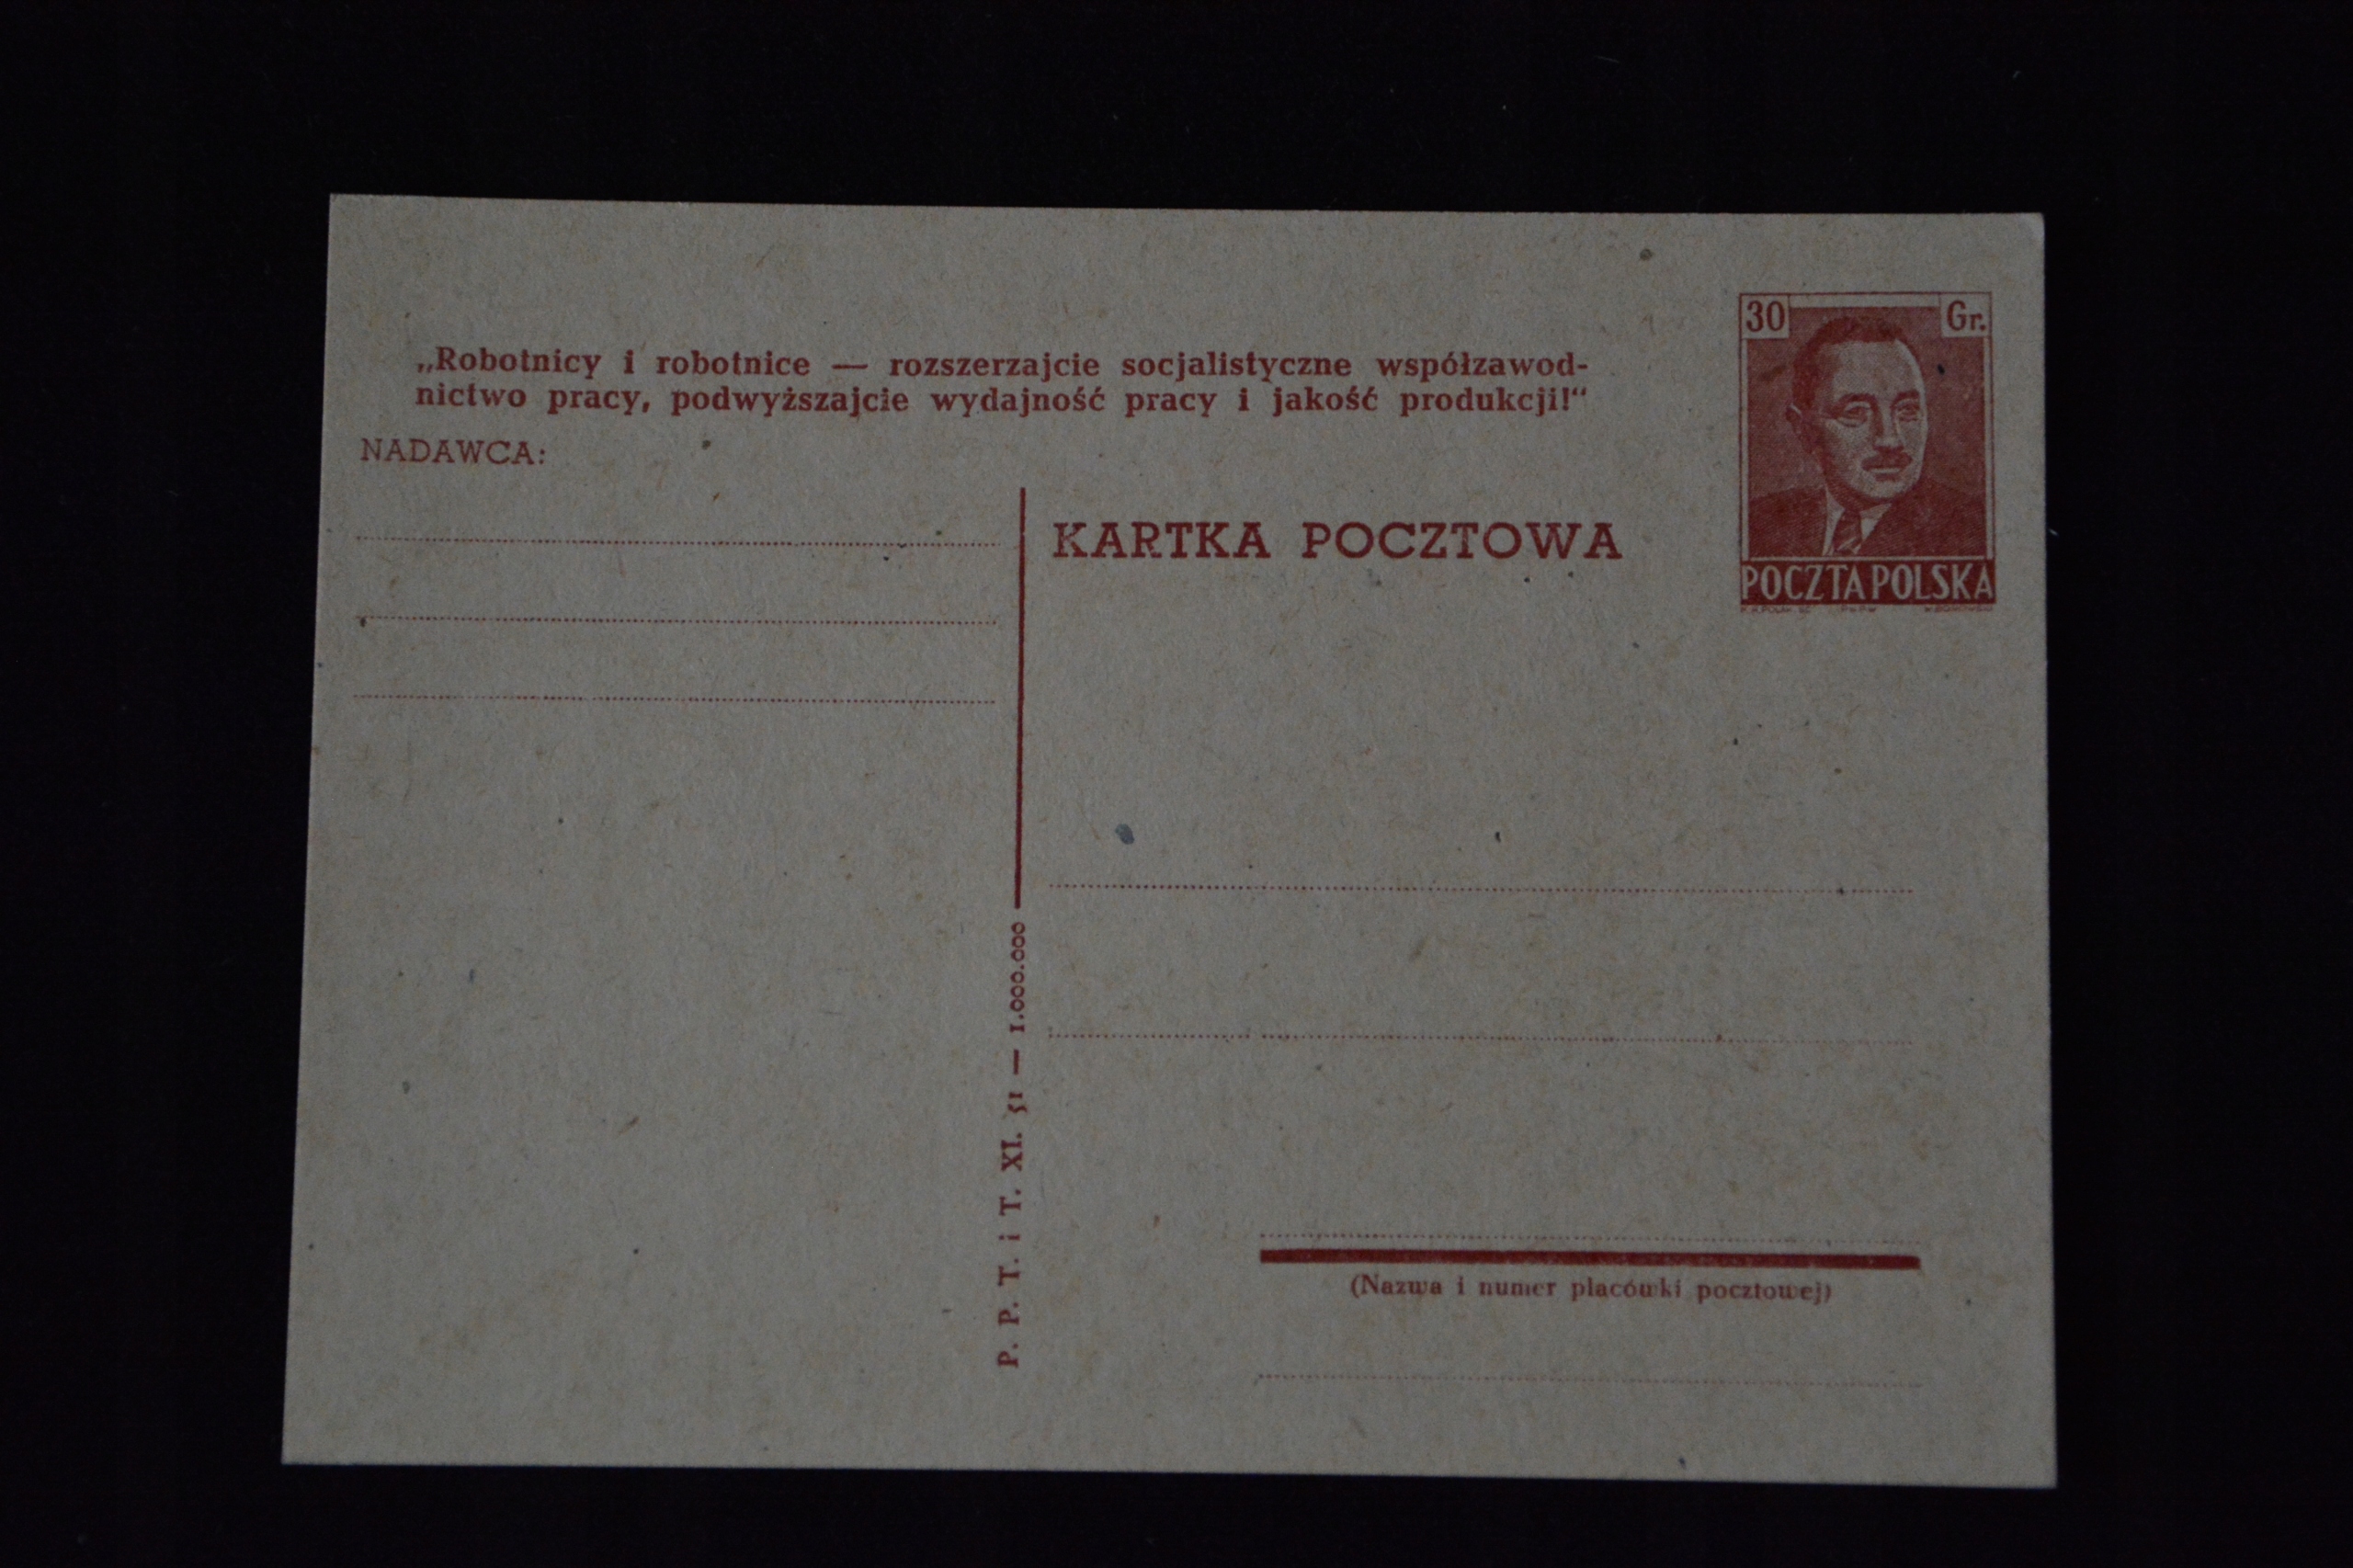 30 Gr.
„Robotnicy i robotnice — rozszerzajcie socjalistyczne współzawod-
nictwo pracy, podwyższajcie wydajność pracy i jakość produkcji!“
NADAWCA:
KARTKA POCZTOWA
POCZTA POLSKA
P. P. T. i T. XI. 51 — 1.000.000
(Nazwa i numer placówki pocztowej)